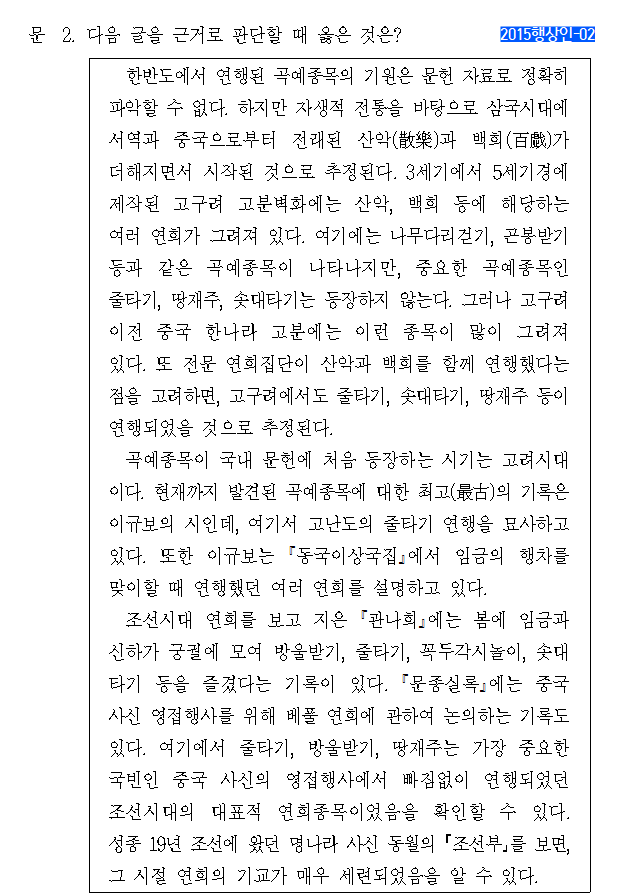 문 2. 다음 글을 근거로 판단할 때 옳은 것은?
2015행상인-02
한반도에서 연행된 곡예종목의 기원은 문헌 자료로 정확히
파악할 수 없다. 하지만 자생적 전통을 바탕으로 삼국시대에
서역과 중국으로부터 전래된 산악(散樂)과 백희(百戱)가
더해지면서 시작된 것으로 추정된다. 3세기에서 5세기경에
제작된 고구려 고분벽화에는 산악, 백희 등에 해당하는
여러 연희가 그려져 있다. 여기에는 나무다리걷기, 곤봉받기
등과 같은 곡예종목이 나타나지만, 중요한 곡예종목인
줄타기, 땅재주, 솟대타기는 등장하지 않는다. 그러나 고구려
이전 중국 한나라 고분에는 이런 종목이 많이 그려져
있다. 또 전문 연희집단이 산악과 백희를 함께 연행했다는
점을 고려하면, 고구려에서도 줄타기, 솟대타기, 땅재주 등이
연행되었을 것으로 추정된다.
곡예종목이 국내 문헌에 처음 등장하는 시기는 고려시대
이다. 현재까지 발견된 곡예종목에 대한 최고(最古)의 기록은
이규보의 시인데, 여기서 고난도의 줄타기 연행을 묘사하고
있다. 또한 이규보는 『동국이상국집』에서 임금의 행차를
맞이할 때 연행했던 여러 연희를 설명하고 있다.
조선시대 연희를 보고 지은 『관나희』에는 봄에 임금과
신하가 궁궐에 모여 방울받기, 줄타기, 꼭두각시놀이, 솟대
타기 등을 즐겼다는 기록이 있다. 『문종실록』에는 중국
사신 영접행사를 위해 베풀 연희에 관하여 논의하는 기록도
있다. 여기에서 줄타기, 방울받기, 땅재주는 가장 중요한
국빈인 중국 사신의 영접행사에서 빠짐없이 연행되었던
조선시대의 대표적 연희종목이었음을 확인할 수 있다.
성종 19년 조선에 왔던 명나라 사신 동월의 『조선부』를 보면,
그 시절 연희의 기교가 매우 세련되었음을 알 수 있다.